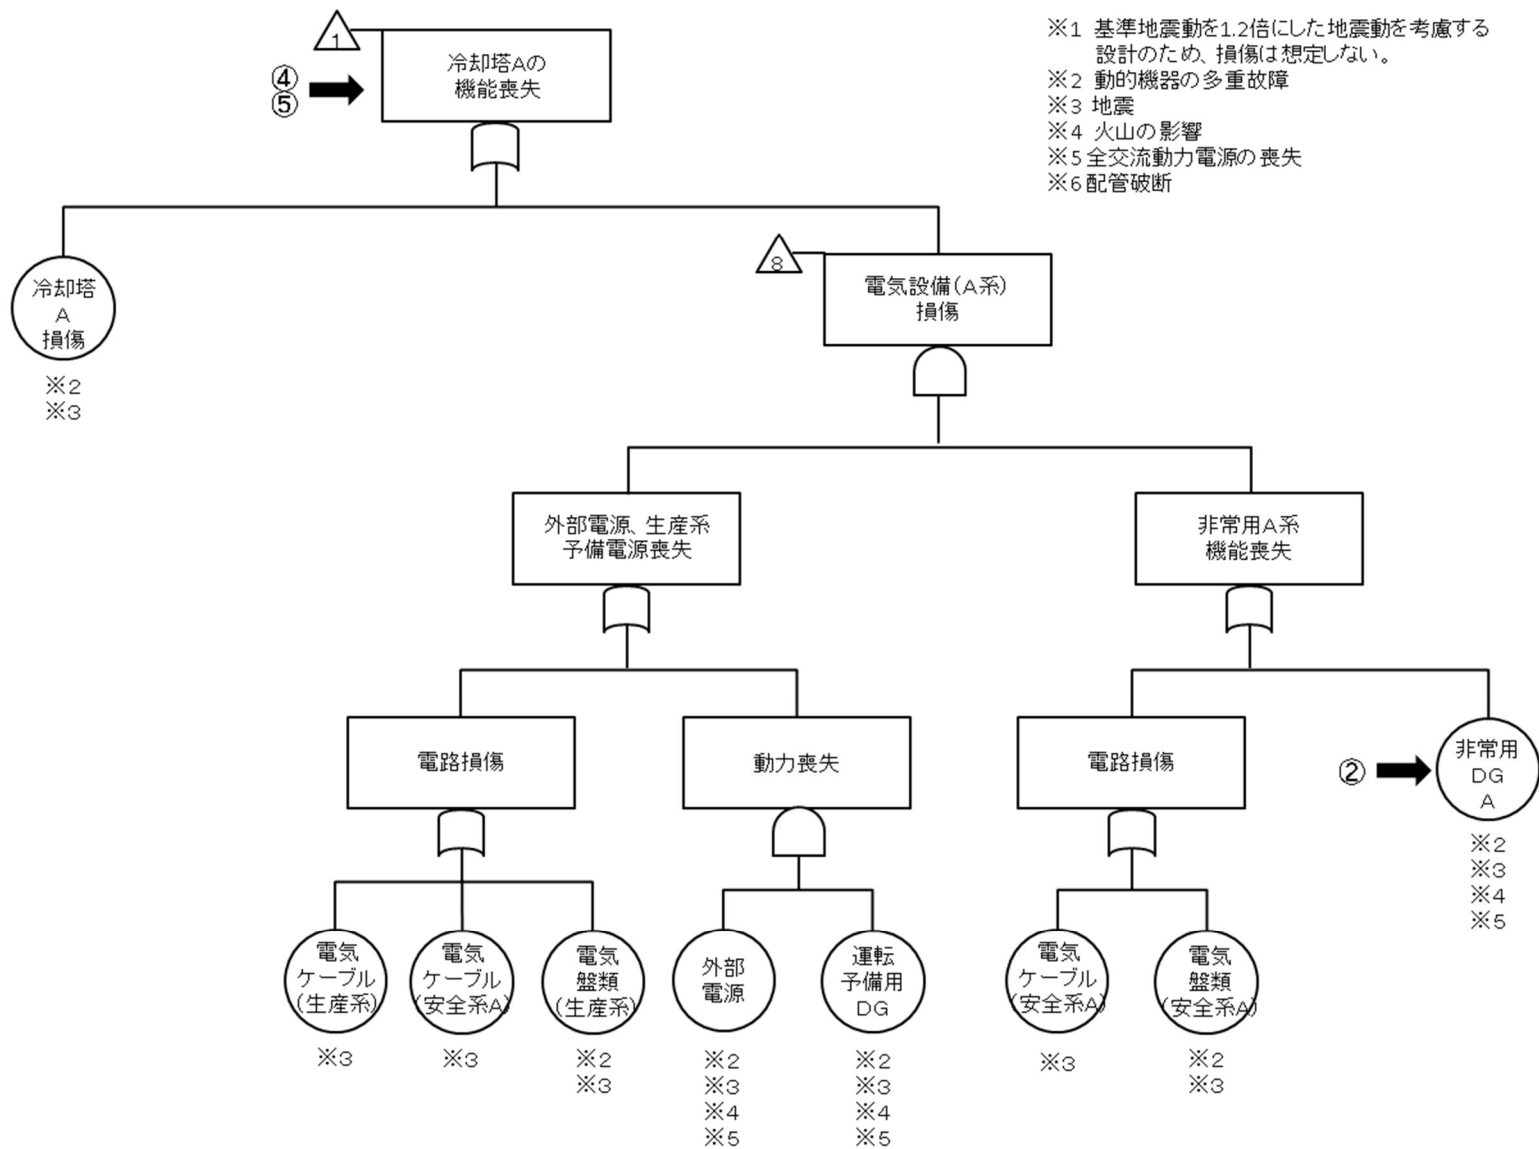 1
冷却塔Aの
機能喪失
④
⑤
※1 基準地震動を1.2倍にした地震動を考慮する
設計のため、損傷は想定しない。
※2 動的機器の多重故障
※3 地震
※4 火山の影響
※5 全交流動力電源の喪失
※6 配管破断
冷却塔
A
損傷
※2
※3
8
電気設備(A系)
損傷
外部電源、生産系
予備電源喪失
非常用A系
機能喪失
電路損傷
動力喪失
電路損傷
②
非常用
DG
A
※2
※3
※4
※5
電気
ケーブル
(生産系)
※3
電気
ケーブル
(安全系A)
※3
電気
盤類
(生産系)
※2
※3
外部
電源
※2
※3
※4
※5
運転
予備用
DG
※2
※3
※4
※5
電気
ケーブル
(安全系A)
※3
電気
盤類
(安全系A)
※2
※3